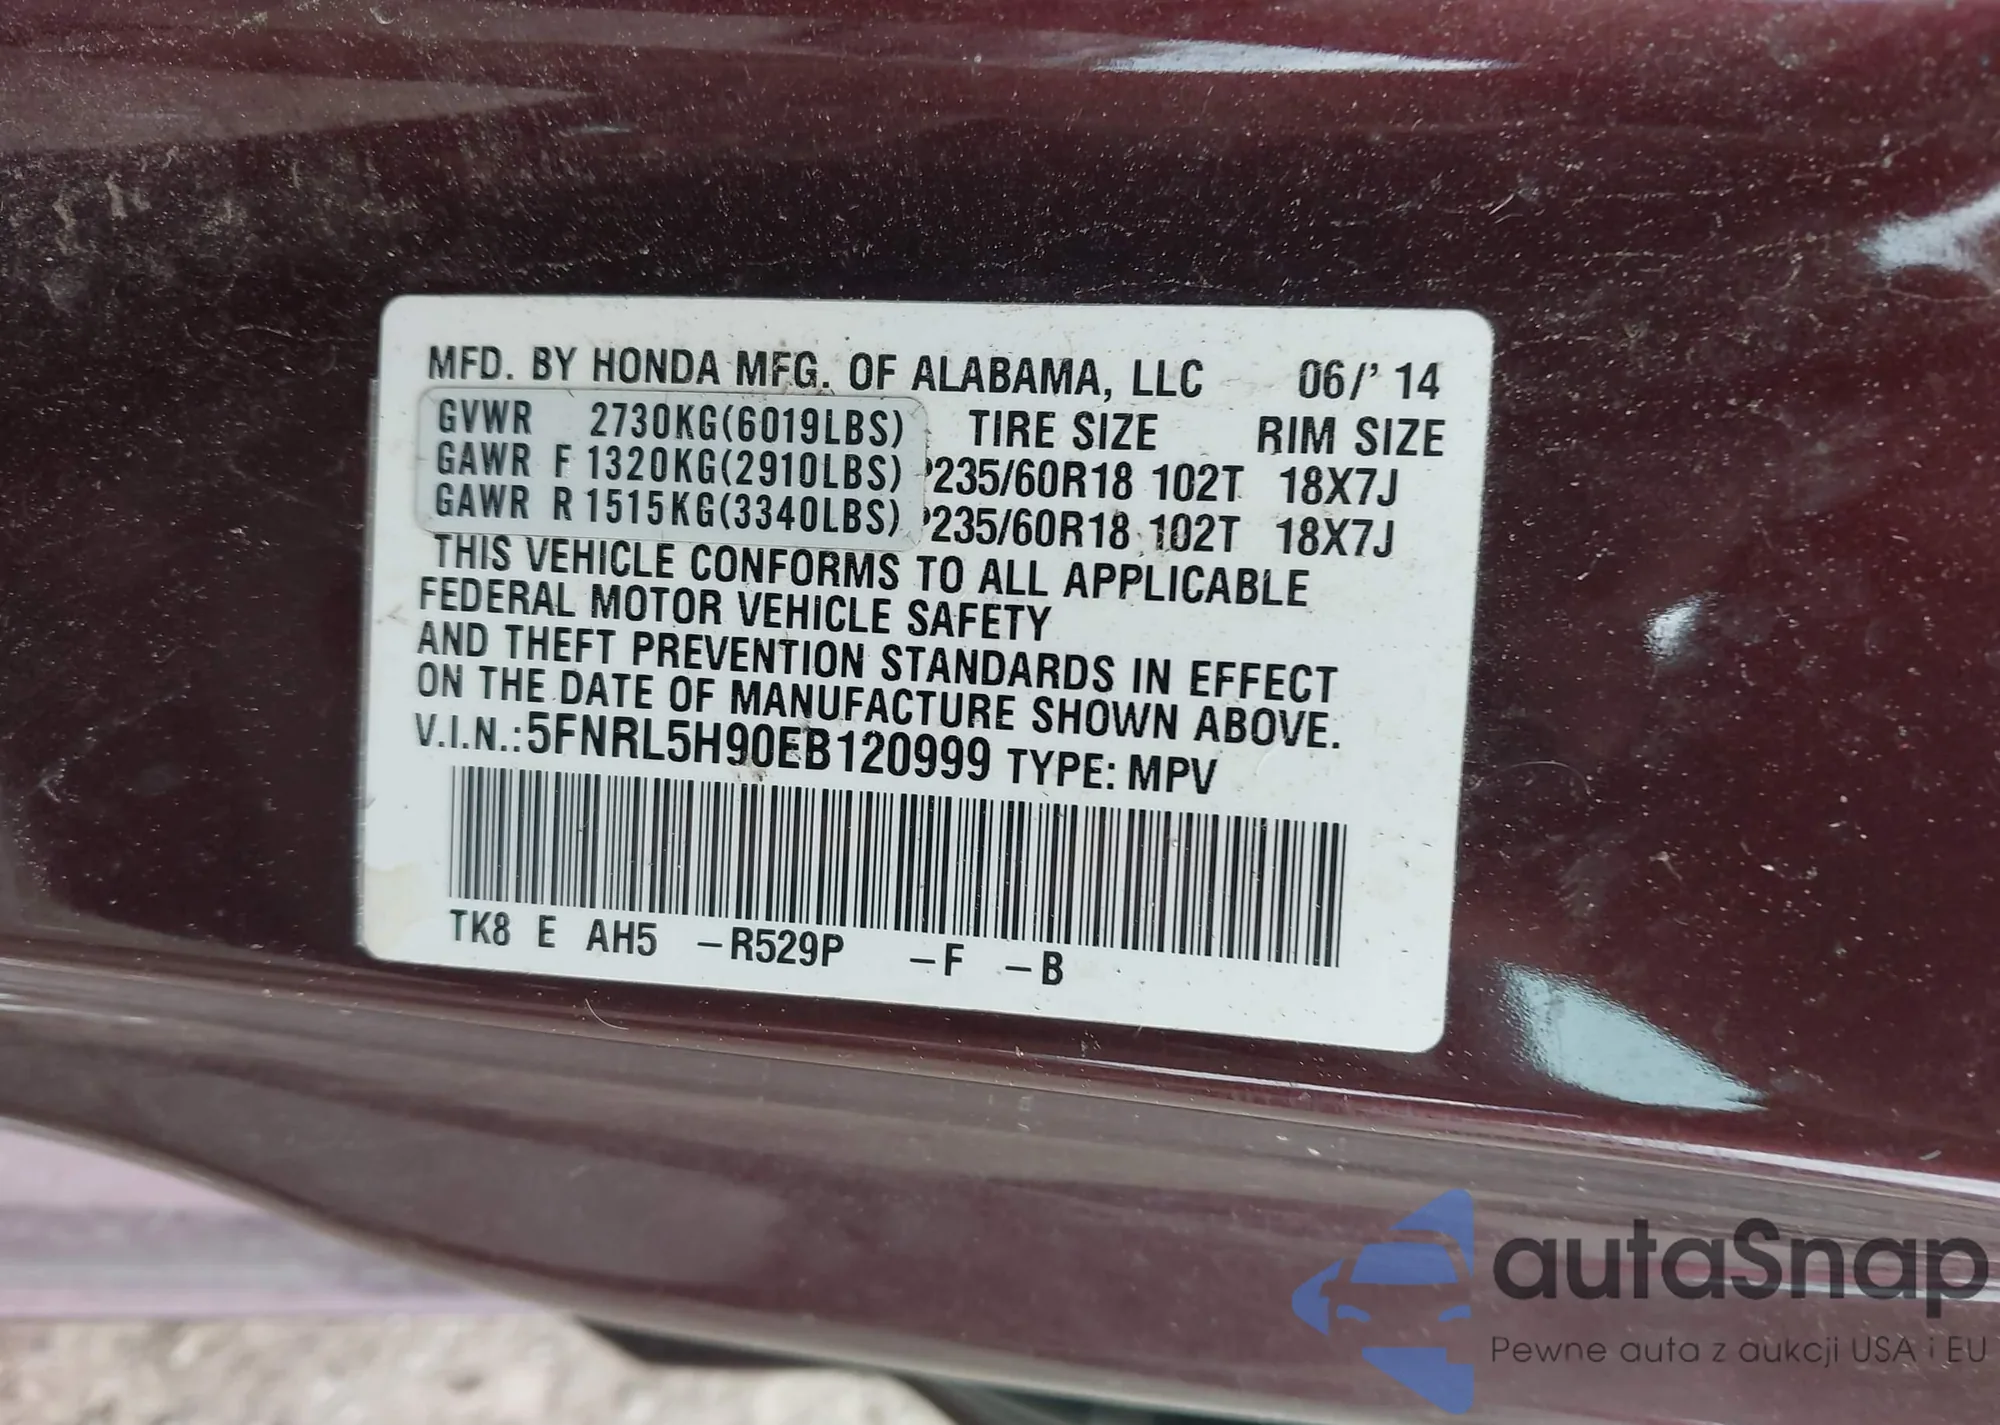 MFD. BY HONDA MFG. OF ALABAMA, LLC 06/' 14
GVWR 2730KG(6019LBS) TIRE SIZE RIM SIZE
GAWR F 1320KG(2910LBS) P235/60R18 102T 18X7J
GAWR R 1515KG(3340LBS) P235/60R18 102T 18X7J
THIS VEHICLE CONFORMS TO ALL APPLICABLE
FEDERAL MOTOR VEHICLE SAFETY
AND THEFT PREVENTION STANDARDS IN EFFECT
ON THE DATE OF MANUFACTURE SHOWN ABOVE.
V.I.N.: 5FNRL5H90EB120999 TYPE: MPV
TK8 E AH5 –R529P –F –B
autaSnap
Pewne auta z aukcji USA i EU